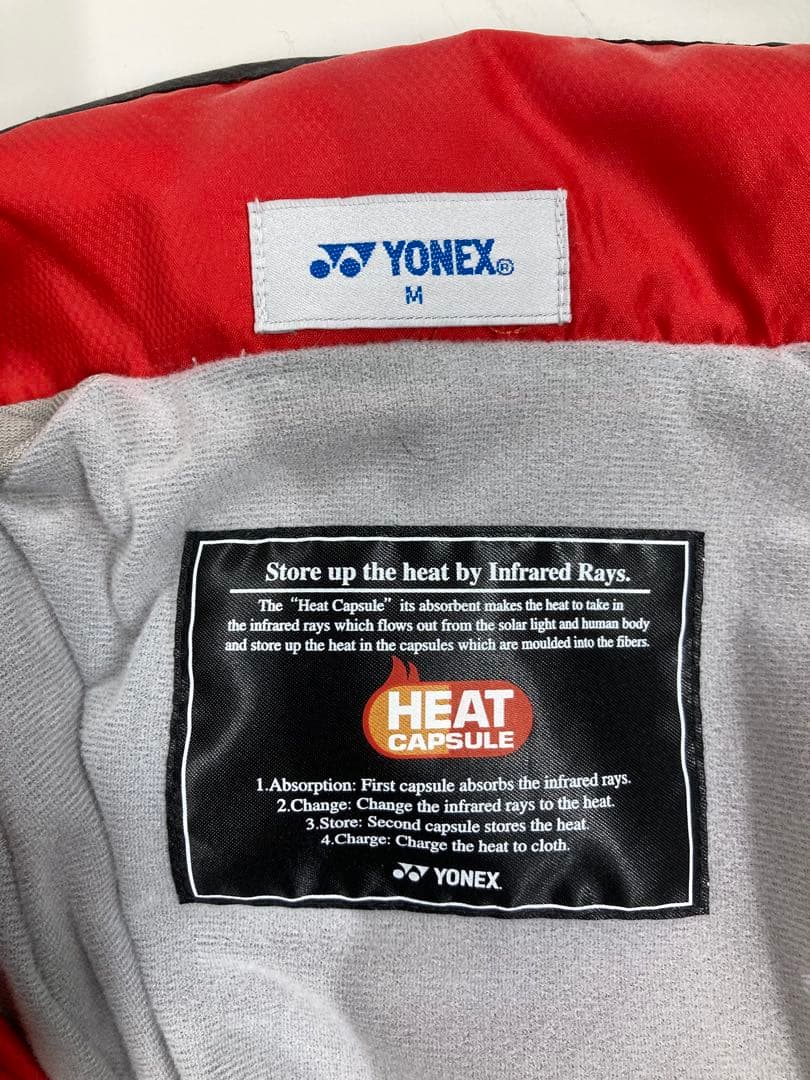 YONEX®
M
Store up the heat by Infrared Rays.
The "Heat Capsule" its absorbent makes the heat to take in
the infrared rays which flows out from the solar light and human body
and store up the heat in the capsules which are moulded into the fibers.
HEAT
CAPSULE
1.Absorption: First capsule absorbs the infrared rays.
2.Change: Change the infrared rays to the heat.
3.Store: Second capsule stores the heat.
4.Charge: Charge the heat to cloth.
YONEX